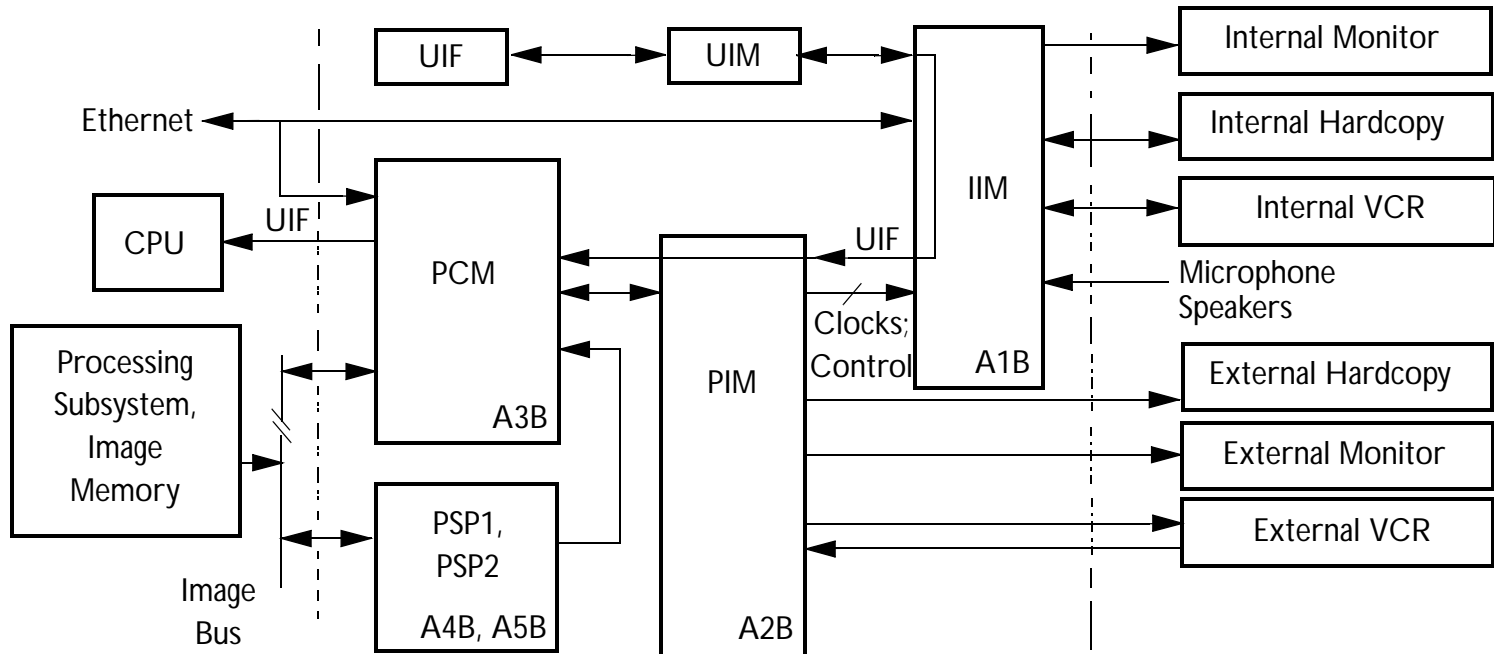 UIF
UIM
Internal Monitor
Ethernet
Internal Hardcopy
IIM
Internal VCR
CPU
UIF
PCM
UIF
Microphone
Speakers
Clocks;
Control
A1B
Processing
Subsystem,
Image
Memory
PIM
External Hardcopy
A3B
External Monitor
PSP1,
PSP2
External VCR
Image
Bus
A4B, A5B
A2B